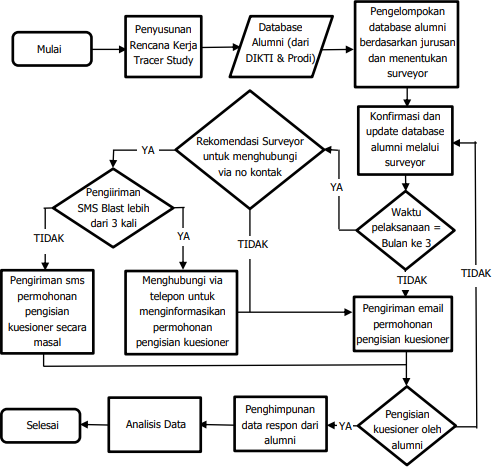 Mulai
Penyusunan
Rencana Kerja
Tracer Study
Database
Alumni (dari
DIKTI & Prodi)
Pengelompokan
database alumni
berdasarkan jurusan
dan menentukan
surveyor
Konfirmasi dan
update database
alumni melalui
surveyor
Rekomendasi Surveyor
untuk menghubungi
via no kontak
YA
YA
Pengiiriman
SMS Blast lebih
dari 3 kali
Waktu
pelaksanaan =
Bulan ke 3
TIDAK
YA
TIDAK
TIDAK
TIDAK
Pengiriman sms
permohonan
pengisian
kuesioner secara
masal
Menghubungi via
telepon untuk
menginformasikan
permohonan
pengisian kuesioner
Pengiriman email
permohonan
pengisian kuesioner
Selesai
Analisis Data
Penghimpunan
data respon dari
alumni
YA
Pengisian
kuesioner oleh
alumni